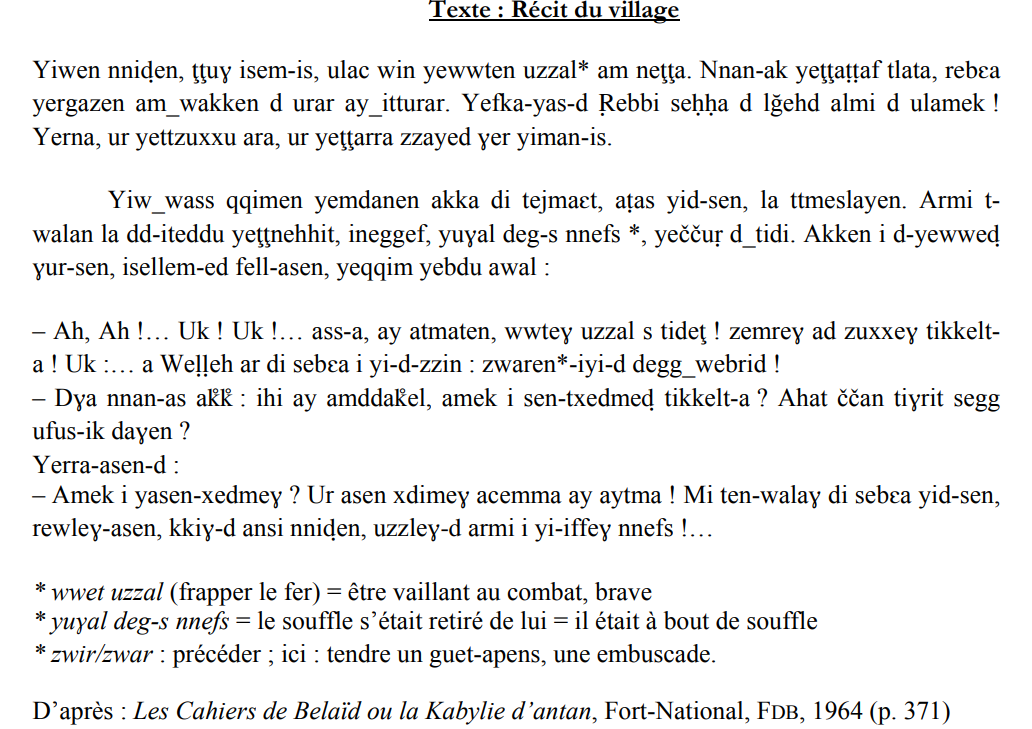 Texte : Récit du village
Yiwen nniḍen, ţţuɣ isem-is, ulac win yewwten uzzal* am neţţa. Nnan-ak yeţţaṭṭaf tlata, rebɛa
yergazen am_wakken d urar ay_itturar. Yefka-yas-d Ṛebbi seḥḥa d lǧehd almi d ulamek !
Yerna, ur yettzuxxu ara, ur yeţţarra zzayed ɣer yiman-is.
Yiw_wass qqimen yemdanen akka di tejmaɛt, aṭas yid-sen, la ttmeslayen. Armi t-
walan la dd-iteddu yeţţnehhit, ineggef, yuɣal deg-s nnefs *, yeččuṛ d_tidi. Akken i d-yewweḍ
ɣur-sen, isellem-ed fell-asen, yeqqim yebdu awal :
– Ah, Ah !… Uk ! Uk !… ass-a, ay atmaten, wwteɣ uzzal s tideţ ! zemreɣ ad zuxxeɣ tikkelt-
a ! Uk :… a Weḷḷeh ar di sebɛa i yi-d-zzin : zwaren*-iyi-d degg_webrid !
– Dɣa nnan-as ak̊k̊ : ihi ay amddak̊el, amek i sen-txedmeḍ tikkelt-a ? Ahat ččan tiɣrit segg
ufus-ik daɣen ?
Yerra-asen-d :
– Amek i yasen-xedmeɣ ? Ur asen xdimeɣ acemma ay aytma ! Mi ten-walaɣ di sebɛa yid-sen,
rewleɣ-asen, kkiɣ-d ansi nniḍen, uzzleɣ-d armi i yi-iffeɣ nnefs !…
* wwet uzzal (frapper le fer) = être vaillant au combat, brave
* yuɣal deg-s nnefs = le souffle s’était retiré de lui = il était à bout de souffle
* zwir/zwar : précéder ; ici : tendre un guet-apens, une embuscade.
D’après : Les Cahiers de Belaïd ou la Kabylie d’antan, Fort-National, FDB, 1964 (p. 371)